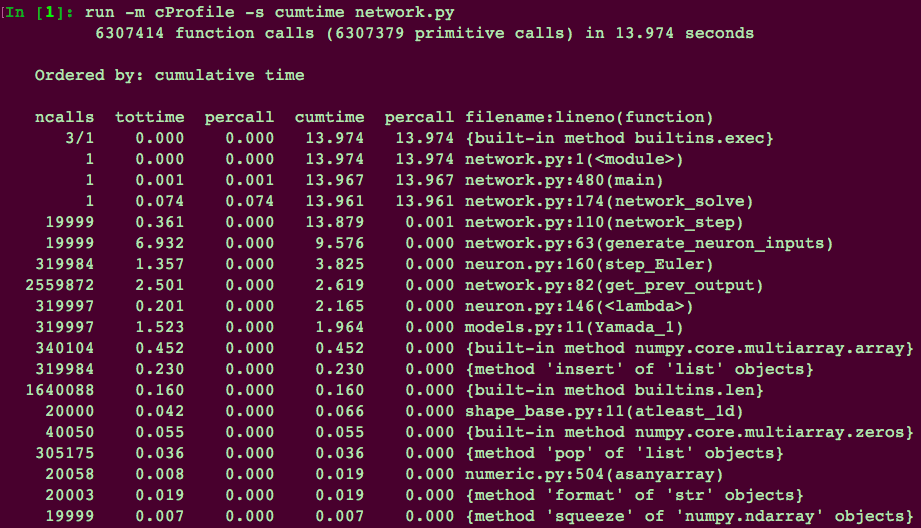 In [1]: run -m cProfile -s cumtime network.py
6307414 function calls (6307379 primitive calls) in 13.974 seconds
Ordered by: cumulative time
ncalls tottime percall cumtime percall filename:lineno(function)
3/1 0.000 0.000 13.974 13.974 {built-in method builtins.exec}
1 0.000 0.000 13.974 13.974 network.py:1(<module>)
1 0.001 0.001 13.967 13.967 network.py:480(main)
1 0.074 0.074 13.961 13.961 network.py:174(network_solve)
19999 0.361 0.000 13.879 0.001 network.py:110(network_step)
19999 6.932 0.000 9.576 0.000 network.py:63(generate_neuron_inputs)
319984 1.357 0.000 3.825 0.000 neuron.py:160(step_Euler)
2559872 2.501 0.000 2.619 0.000 network.py:82(get_prev_output)
319997 0.201 0.000 2.165 0.000 neuron.py:146(<lambda>)
319997 1.523 0.000 1.964 0.000 models.py:11(Yamada_1)
340104 0.452 0.000 0.452 0.000 {built-in method numpy.core.multiarray.array}
319984 0.230 0.000 0.230 0.000 {method 'insert' of 'list' objects}
1640088 0.160 0.000 0.160 0.000 {built-in method builtins.len}
20000 0.042 0.000 0.066 0.000 shape_base.py:11(atleast_1d)
40050 0.055 0.000 0.055 0.000 {built-in method numpy.core.multiarray.zeros}
305175 0.036 0.000 0.036 0.000 {method 'pop' of 'list' objects}
20058 0.008 0.000 0.019 0.000 numeric.py:504(asanyarray)
20003 0.019 0.000 0.019 0.000 {method 'format' of 'str' objects}
19999 0.007 0.000 0.007 0.000 {method 'squeeze' of 'numpy.ndarray' objects}